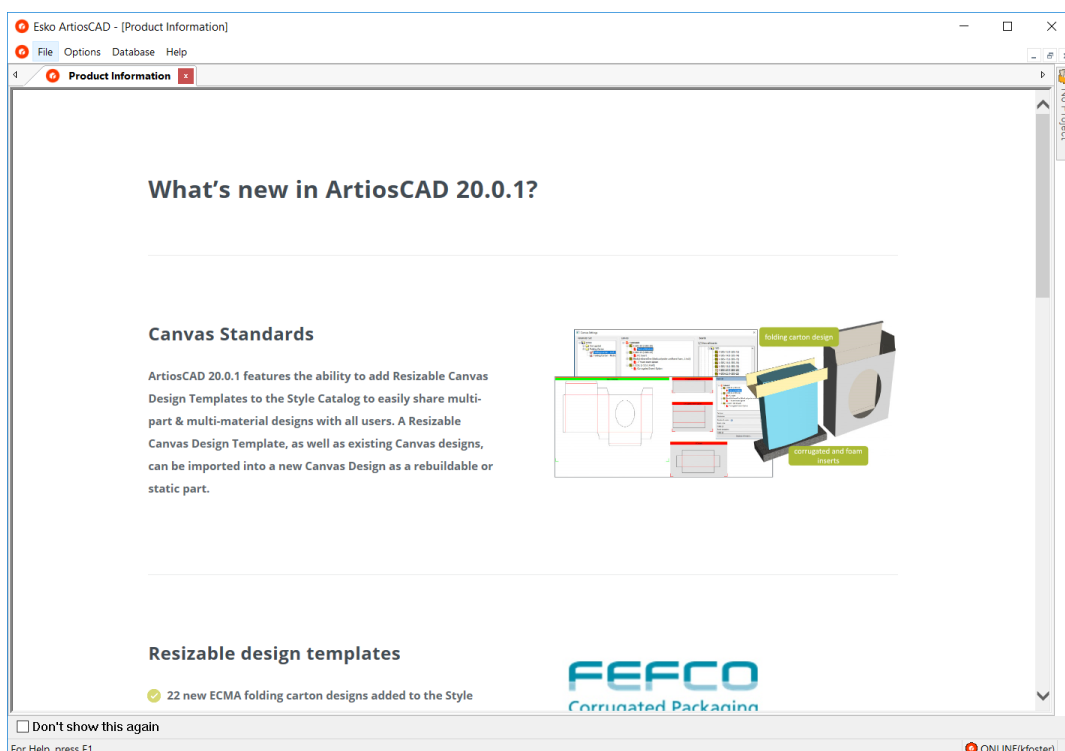 Esko ArtiosCAD - [Product Information]
File Options Database Help
Product Information x
What's new in ArtiosCAD 20.0.1?
Canvas Standards
ArtiosCAD 20.0.1 features the ability to add Resizable Canvas
Design Templates to the Style Catalog to easily share multi-
part & multi-material designs with all users. A Resizable
Canvas Design Template, as well as existing Canvas designs,
can be imported into a new Canvas Design as a rebuildable or
static part.
folding carton design
corrugated and foam
inserts
Resizable design templates
22 new ECMA folding carton designs added to the Style
FEFCO
Corrugated Packaging
Don't show this again
For Help, press F1
ONLINE(kfoster)